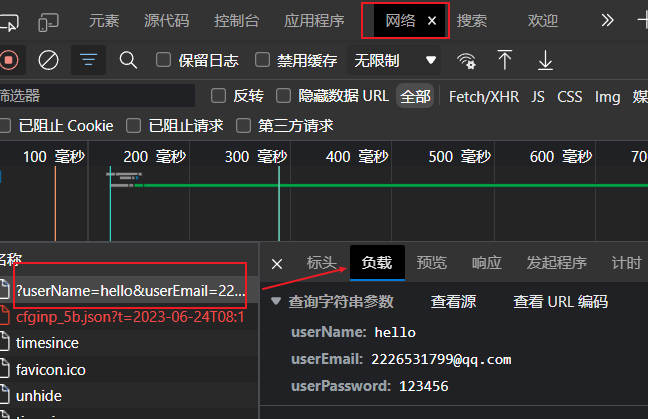 元素 源代码 控制台 应用程序 网络 × 搜索 欢迎
保留日志 禁用缓存 无限制
筛选器 反转 隐藏数据 URL 全部 Fetch/XHR JS CSS Img 媒
已阻止 Cookie 已阻止请求 第三方请求
100 毫秒 200 毫秒 300 毫秒 400 毫秒 500 毫秒 600 毫秒 70
名称 × 标头 负载 预览 响应 发起程序 计时
?userName=hello&userEmail=22...
cfginp_5b.json?t=2023-06-24T08:1
timesince
favicon.ico
unhide
▼ 查询字符串参数 查看源 查看 URL 编码
userName: hello
userEmail: 2226531799@qq.com
userPassword: 123456